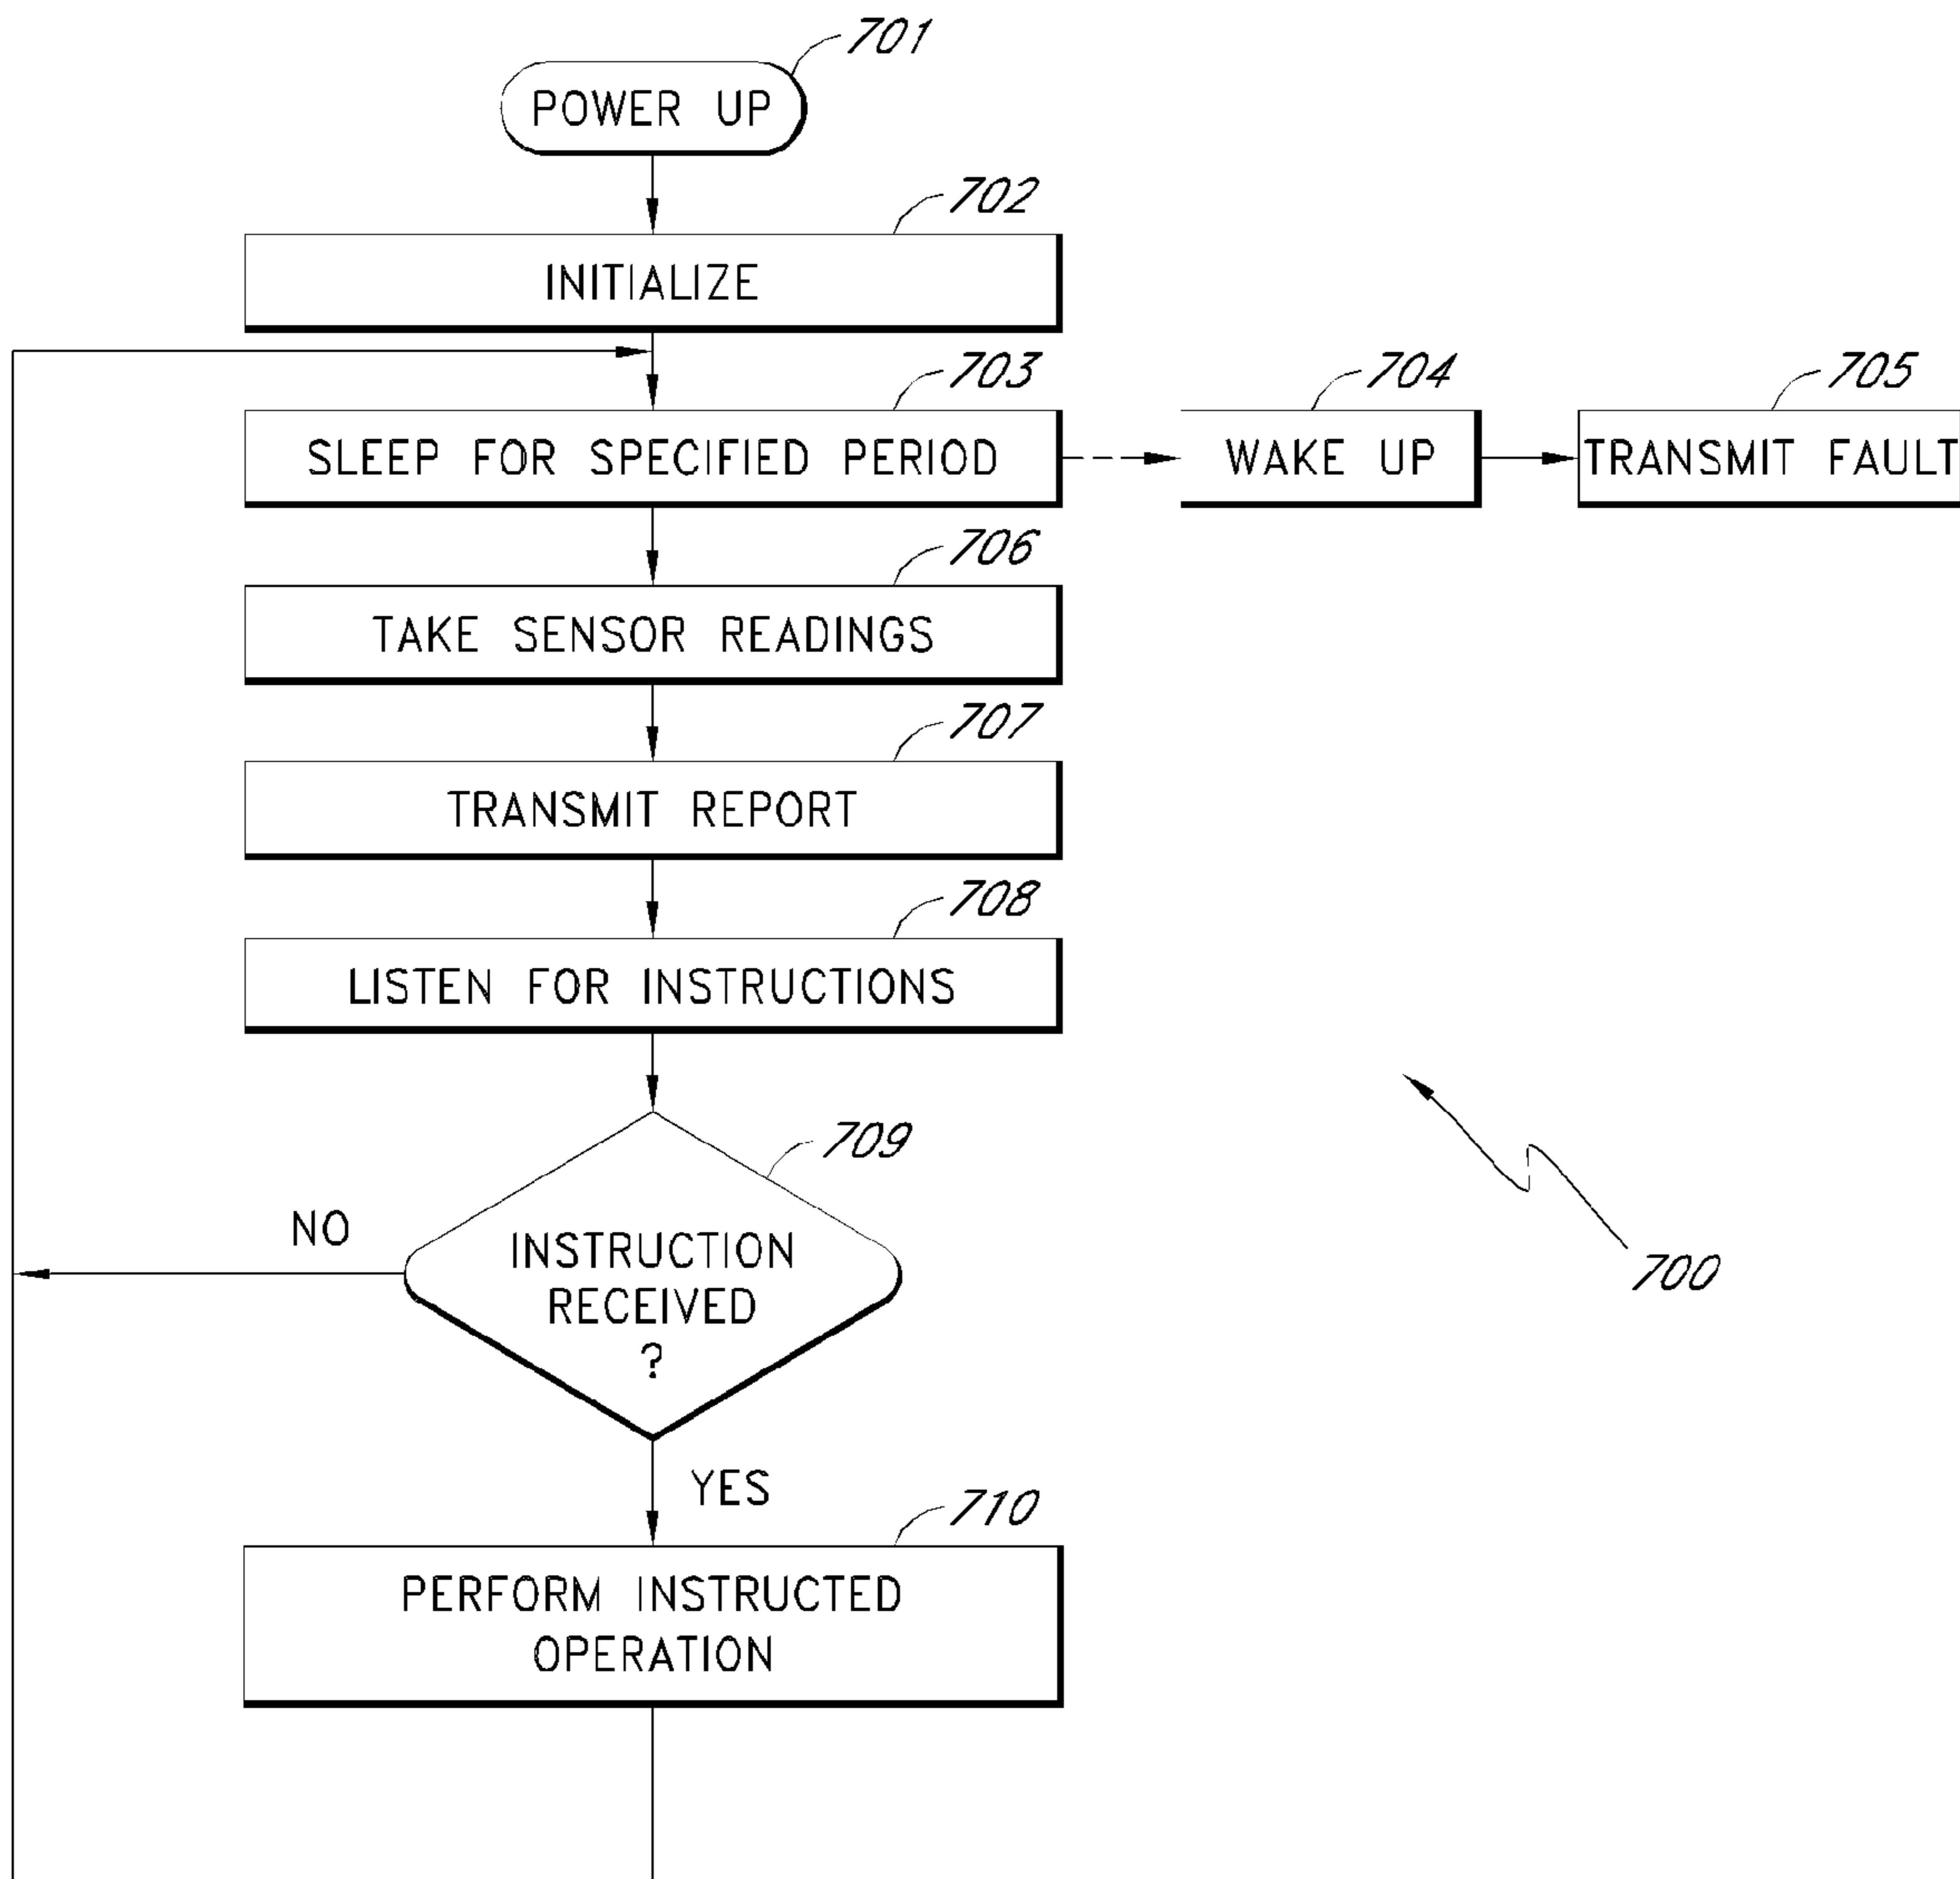 701
POWER UP
702
INITIALIZE
703
SLEEP FOR SPECIFIED PERIOD
704
WAKE UP
705
TRANSMIT FAULT
706
TAKE SENSOR READINGS
707
TRANSMIT REPORT
708
LISTEN FOR INSTRUCTIONS
709
INSTRUCTION
RECEIVED
?
NO
700
YES
710
PERFORM INSTRUCTED
OPERATION